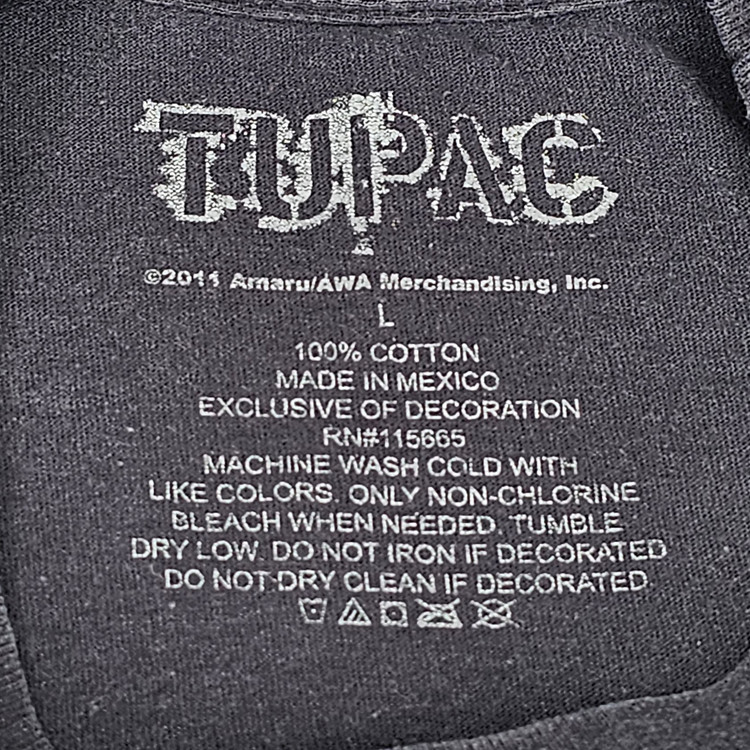 TUPAC
©2011 Amaru/AWA Merchandising, Inc.
L
100% COTTON
MADE IN MEXICO
EXCLUSIVE OF DECORATION
RN#115665
MACHINE WASH COLD WITH
LIKE COLORS. ONLY NON-CHLORINE
BLEACH WHEN NEEDED. TUMBLE
DRY LOW. DO NOT IRON IF DECORATED
DO NOT DRY CLEAN IF DECORATED